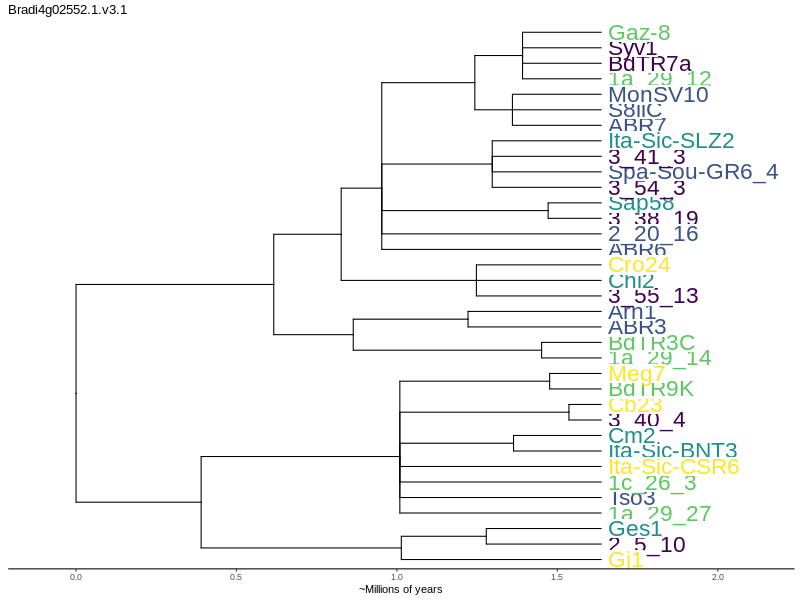 Bradi4g02552.1.v3.1
Gaz-8
Syv1
BdTR7a
1a_29_12
MonSV10
S8iiC
ABR7
Ita-Sic-SLZ2
3_41_3
Spa-Sou-GR6_4
3_54_3
Sap58
3_38_19
2_20_16
ABR6
Cro24
Chi2
3_55_13
Arn1
ABR3
BdTR3C
1a_29_14
Meg7
BdTR9K
Cb23
3_40_4
Cm2
Ita-Sic-BNT3
Ita-Sic-CSR6
1c_26_3
Tso3
1a_29_27
Ges1
2_5_10
Gj1
0.0 0.5 1.0 1.5 2.0
~Millions of years